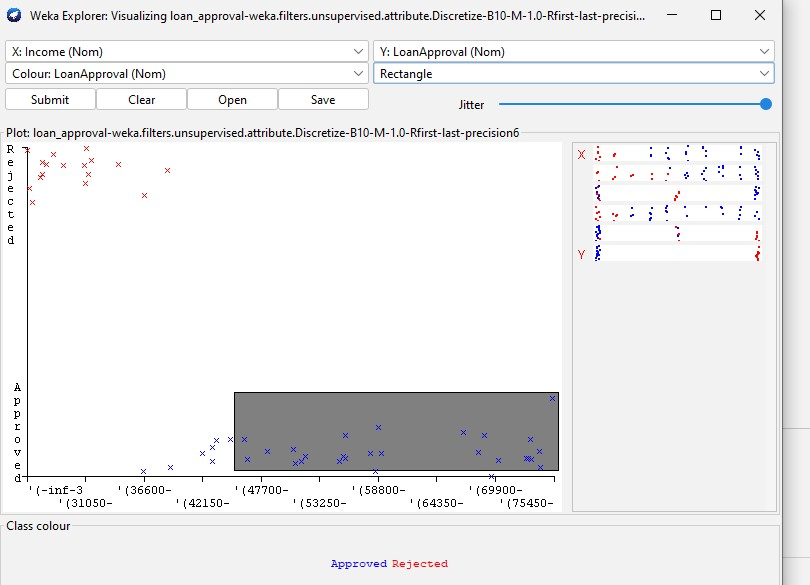 Weka Explorer: Visualizing loan_approval-weka.filters.unsupervised.attribute.Discretize-B10-M-1.0-Rfirst-last-precisi...
X: Income (Nom)
Y: LoanApproval (Nom)
Colour: LoanApproval (Nom)
Rectangle
Submit
Clear
Open
Save
Jitter
Plot: loan_approval-weka.filters.unsupervised.attribute.Discretize-B10-M-1.0-Rfirst-last-precision6
Rejected
Approved
'(-inf-3
'(31050-
'(36600-
'(42150-
'(47700-
'(53250-
'(58800-
'(64350-
'(69900-
'(75450-
X
Y
Class colour
Approved Rejected